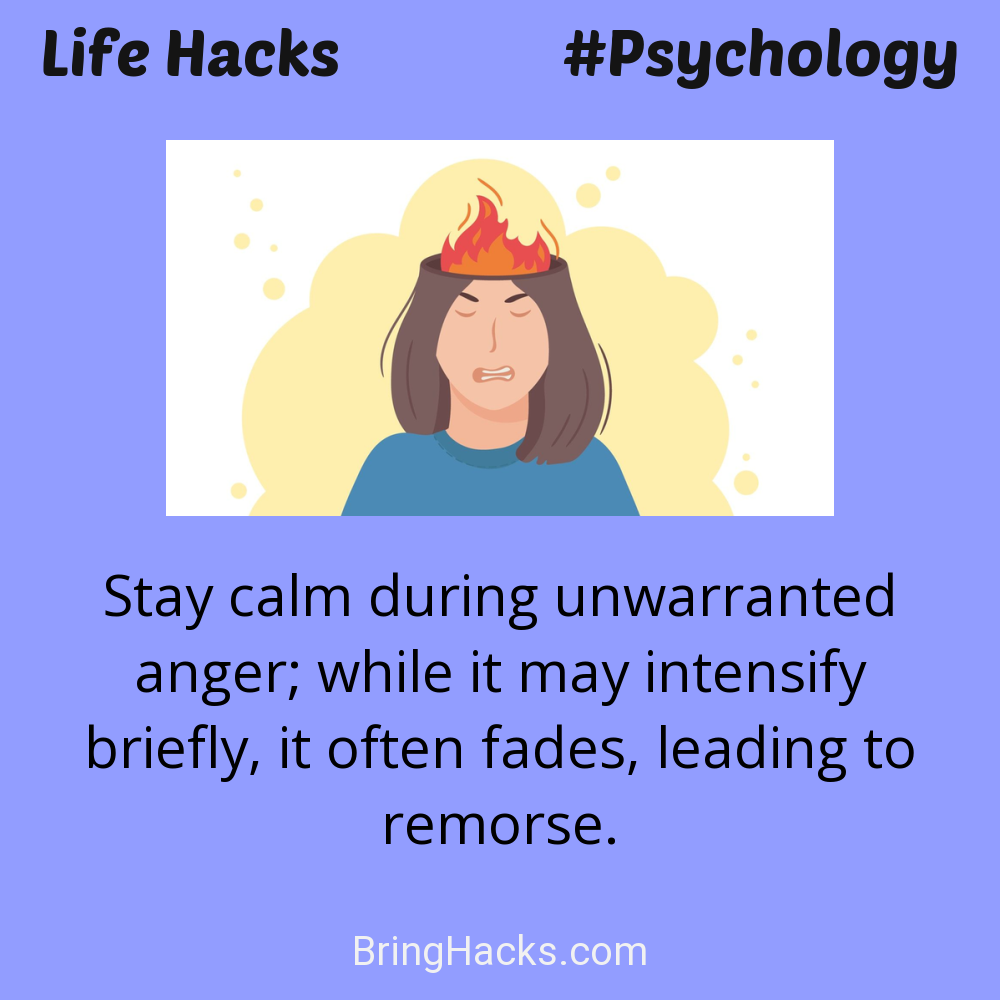 Life Hacks #Psychology
Stay calm during unwarranted
anger; while it may intensify
briefly, it often fades, leading to
remorse.
BringHacks.com